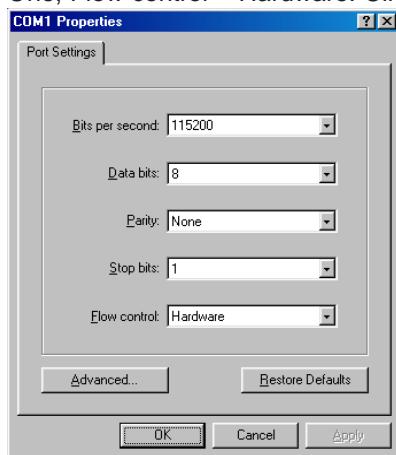 COM1 Properties
Port Settings
Bits per second: 115200
Data bits: 8
Parity: None
Stop bits: 1
Flow control: Hardware
Advanced... Restore Defaults
OK Cancel Apply